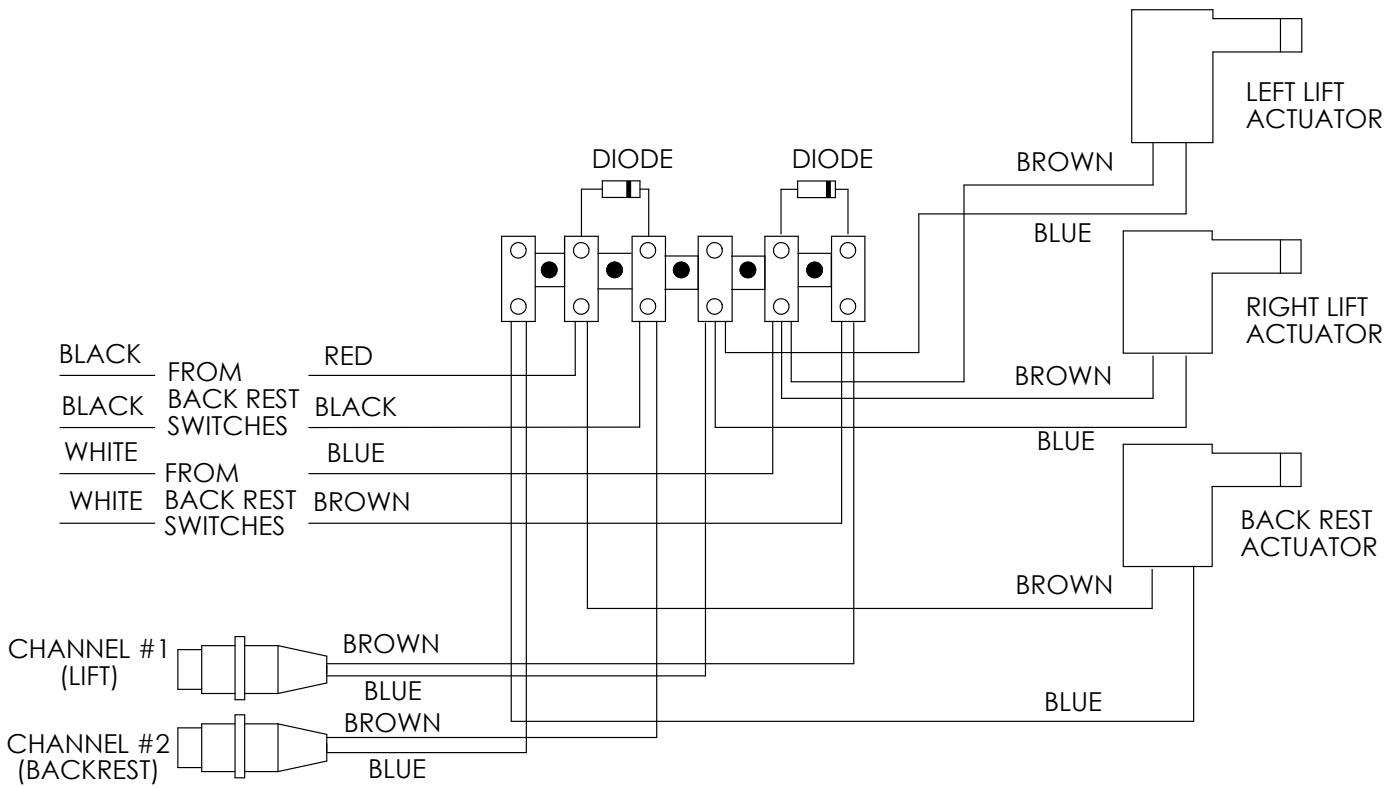 LEFT LIFT
ACTUATOR
DIODE
DIODE
BROWN
BLUE
RIGHT LIFT
ACTUATOR
BLACK
FROM
BACK REST
SWITCHES
RED
BLACK
BLACK
BROWN
BLUE
WHITE
FROM
BACK REST
SWITCHES
BLUE
WHITE
BROWN
BACK REST
ACTUATOR
BROWN
CHANNEL #1
(LIFT)
BROWN
BLUE
BLUE
CHANNEL #2
(BACKREST)
BROWN
BLUE